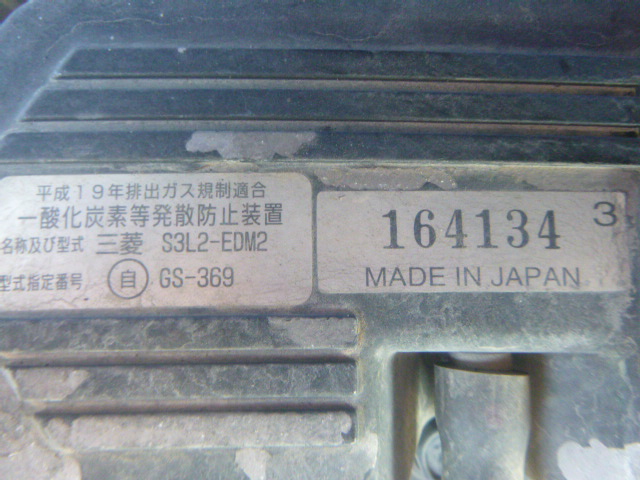 平成19年排出ガス規制適合
一酸化炭素等発散防止装置
名称及び型式 三菱 S3L2-EDM2
型式指定番号 自 GS-369
164134 3
MADE IN JAPAN